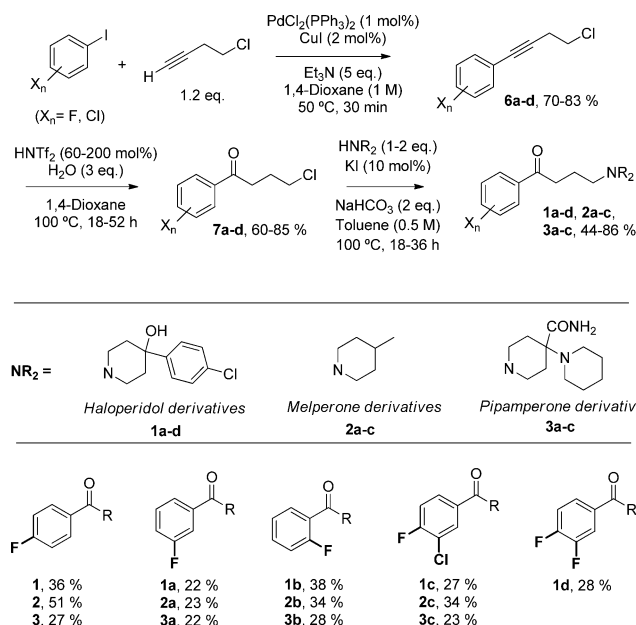 PdCl2(PPh3)2 (1 mol%)
CuI (2 mol%)
I
Cl
Cl
+
H
Et3N (5 eq.)
1,4-Dioxane (1 M)
50 ºC, 30 min
Xn
1.2 eq.
Xn
6a-d, 70-83 %
(Xn= F, Cl)
HNTf2 (60-200 mol%)
H2O (3 eq.)
O
Cl
HNR2 (1-2 eq.)
KI (10 mol%)
O
NR2
1,4-Dioxane
100 ºC, 18-52 h
Xn
7a-d, 60-85 %
NaHCO3 (2 eq.)
Toluene (0.5 M)
100 ºC, 18-36 h
Xn
1a-d, 2a-c,
3a-c, 44-86 %
OH
CONH2
NR2 =
N
Cl
N
N
N
Haloperidol derivatives
Melperone derivatives
Pipamperone derivativ
1a-d
2a-c
3a-c
O
O
O
O
O
R
R
R
R
R
F
F
F
F
Cl
F
F
1, 36 %
1a, 22 %
1b, 38 %
1c, 27 %
1d, 28 %
2, 51 %
2a, 23 %
2b, 34 %
2c, 34 %
3, 27 %
3a, 22 %
3b, 28 %
3c, 23 %